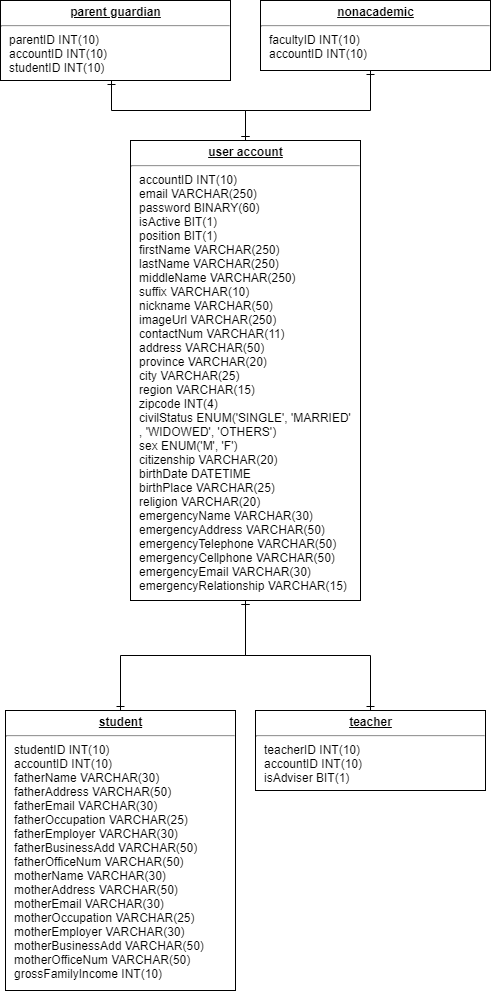 parent guardian
parentID INT(10)
accountID INT(10)
studentID INT(10)
nonacademic
facultyID INT(10)
accountID INT(10)
user account
accountID INT(10)
email VARCHAR(250)
password BINARY(60)
isActive BIT(1)
position BIT(1)
firstName VARCHAR(250)
lastName VARCHAR(250)
middleName VARCHAR(250)
suffix VARCHAR(10)
nickname VARCHAR(50)
imageUrl VARCHAR(250)
contactNum VARCHAR(11)
address VARCHAR(50)
province VARCHAR(20)
city VARCHAR(25)
region VARCHAR(15)
zipcode INT(4)
civilStatus ENUM('SINGLE', 'MARRIED'
, 'WIDOWED', 'OTHERS')
sex ENUM('M', 'F')
citizenship VARCHAR(20)
birthDate DATETIME
birthPlace VARCHAR(25)
religion VARCHAR(20)
emergencyName VARCHAR(30)
emergencyAddress VARCHAR(50)
emergencyTelephone VARCHAR(50)
emergencyCellphone VARCHAR(50)
emergencyEmail VARCHAR(30)
emergencyRelationship VARCHAR(15)
student
studentID INT(10)
accountID INT(10)
fatherName VARCHAR(30)
fatherAddress VARCHAR(50)
fatherEmail VARCHAR(30)
fatherOccupation VARCHAR(25)
fatherEmployer VARCHAR(30)
fatherBusinessAdd VARCHAR(50)
fatherOfficeNum VARCHAR(50)
motherName VARCHAR(30)
motherAddress VARCHAR(50)
motherEmail VARCHAR(30)
motherOccupation VARCHAR(25)
motherEmployer VARCHAR(30)
motherBusinessAdd VARCHAR(50)
motherOfficeNum VARCHAR(50)
grossFamilyIncome INT(10)
teacher
teacherID INT(10)
accountID INT(10)
isAdviser BIT(1)